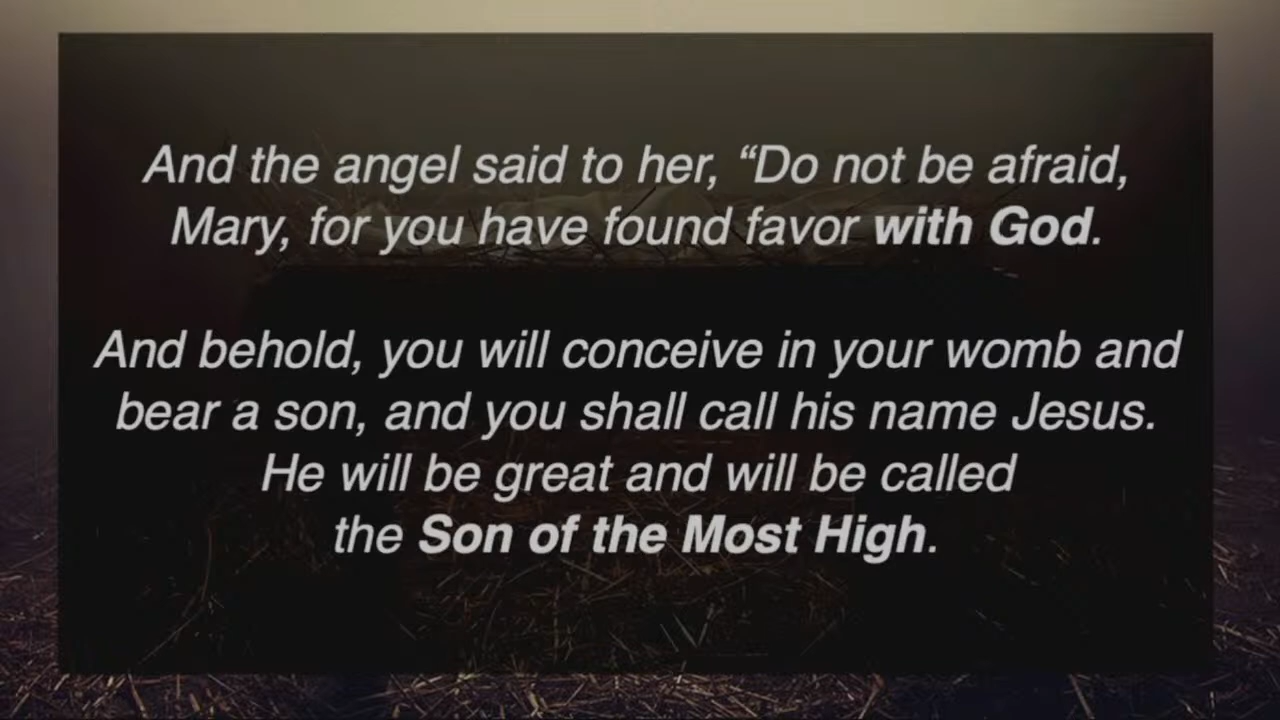 And the angel said to her, “Do not be afraid,
Mary, for you have found favor with God.
And behold, you will conceive in your womb and
bear a son, and you shall call his name Jesus.
He will be great and will be called
the Son of the Most High.